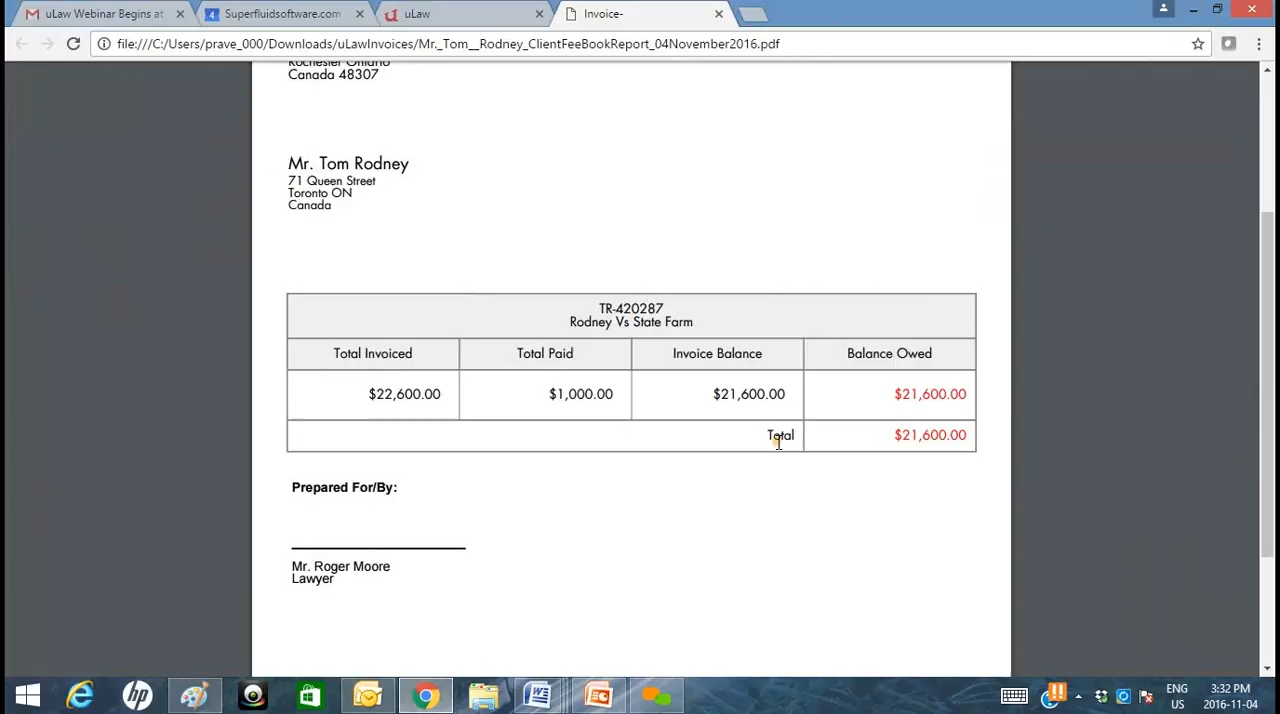 uLaw Webinar Begins at
Superfluidsoftware.com
uLaw
Invoice-
file:///C:/Users/prave_000/Downloads/uLawInvoices/Mr._Tom__Rodney_ClientFeeBookReport_04November2016.pdf
Rochester Ontario
Canada 48307
Mr. Tom Rodney
71 Queen Street
Toronto ON
Canada
TR-420287
Rodney Vs State Farm
Total Invoiced Total Paid Invoice Balance Balance Owed
$22,600.00 $1,000.00 $21,600.00 $21,600.00
Total $21,600.00
Prepared For/By:
Mr. Roger Moore
Lawyer
ENG 3:32 PM
US 2016-11-04